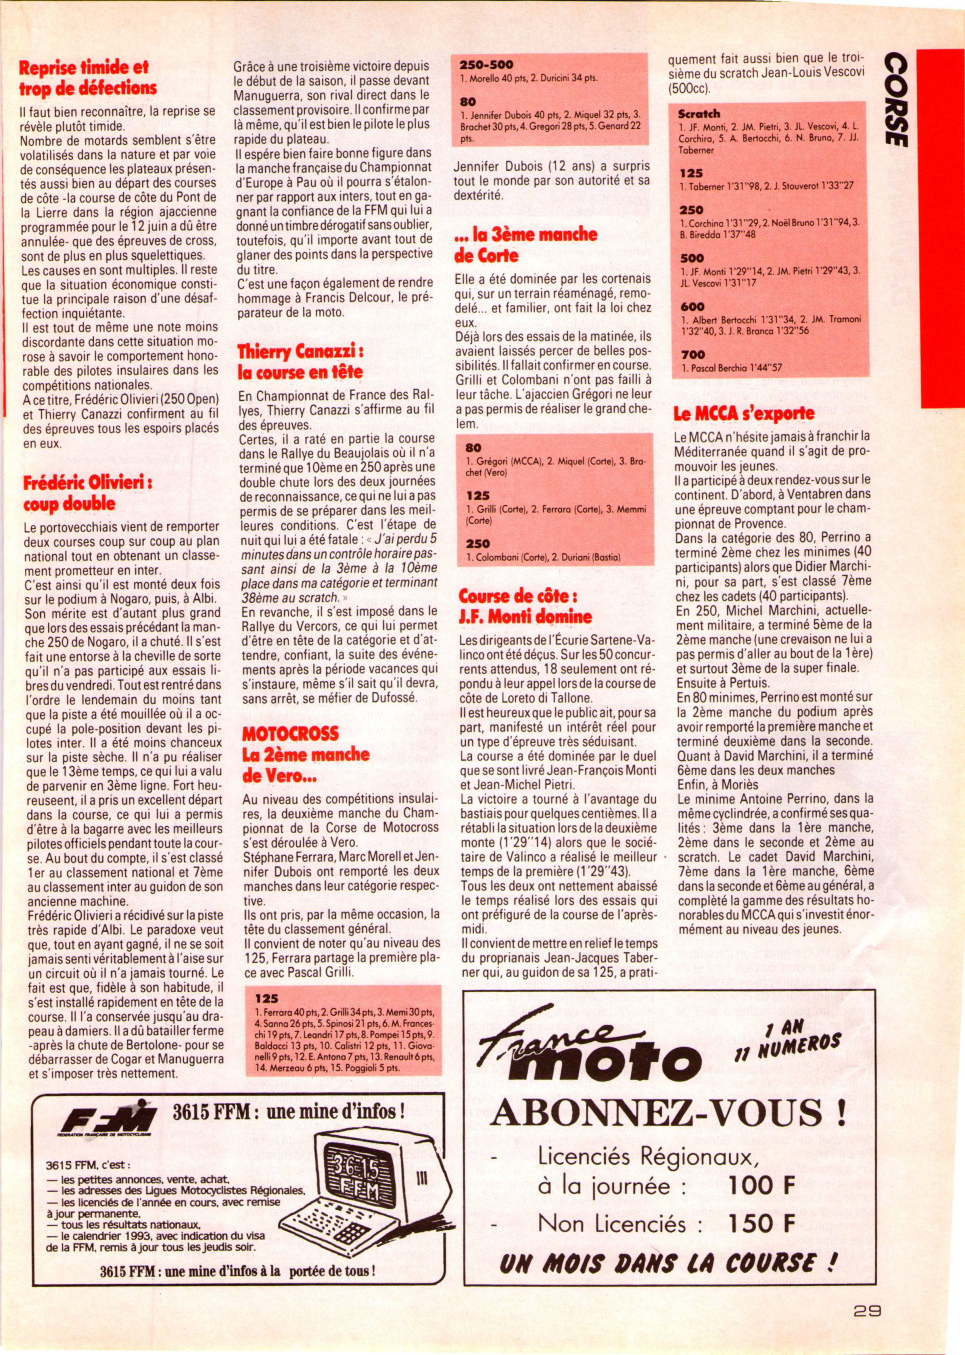 CORSE
Reprise timide et
trop de défections
Il faut bien reconnaître, la reprise se
révèle plutôt timide.
Nombre de motards semblent s'être
volatilisés dans la nature et par voie
de conséquence les plateaux présen-
tés aussi bien au départ des courses
de côte -la course de côte du Pont de
la Lierre dans la région ajaccienne
programmée pour le 12 juin a dû être
annulée- que des épreuves de cross,
sont de plus en plus squelettiques.
Les causes en sont multiples. Il reste
que la situation économique consti-
tue la principale raison d'une désaf-
fection inquiétante.
Il est tout de même une note moins
discordante dans cette situation mo-
rose à savoir le comportement hono-
rable des pilotes insulaires dans les
compétitions nationales.
A ce titre, Frédéric Olivieri (250 Open)
et Thierry Canazzi confirment au fil
des épreuves tous les espoirs placés
en eux.
Frédéric Olivieri :
coup double
Le portovecchiais vient de remporter
deux courses coup sur coup au plan
national tout en obtenant un classe-
ment prometteur en inter.
C'est ainsi qu'il est monté deux fois
sur le podium à Nogaro, puis, à Albi.
Son mérite est d'autant plus grand
que lors des essais précédant la man-
che 250 de Nogaro, il a chuté. Il s'est
fait une entorse à la cheville de sorte
qu'il n'a pas participé aux essais li-
bres du vendredi. Tout est rentré dans
l'ordre le lendemain du moins tant
que la piste a été mouillée où il a oc-
cupé la pole-position devant les pi-
lotes inter. Il a été moins chanceux
sur la piste sèche. Il n'a pu réaliser
que le 13ème temps, ce qui lui a valu
de parvenir en 3ème ligne. Fort heu-
reuseent, il a pris un excellent départ
dans la course, ce qui lui a permis
d'être à la bagarre avec les meilleurs
pilotes officiels pendant toute la cour-
se. Au bout du compte, il s'est classé
1er au classement national et 7ème
au classement inter au guidon de son
ancienne machine.
Frédéric Olivieri a récidivé sur la piste
très rapide d'Albi. Le paradoxe veut
que, tout en ayant gagné, il ne se soit
jamais senti véritablement à l'aise sur
un circuit où il n'a jamais tourné. Le
fait est que, fidèle à son habitude, il
s'est installé rapidement en tête de la
course. Il l'a conservée jusqu'au dra-
peau à damiers. Il a dû batailler ferme
-après la chute de Bertolone- pour se
débarrasser de Cogar et Manuguerra
et s'imposer très nettement.
Grâce à une troisième victoire depuis
le début de la saison, il passe devant
Manuguerra, son rival direct dans le
classement provisoire. Il confirme par
là même, qu'il est bien le pilote le plus
rapide du plateau.
Il espére bien faire bonne figure dans
la manche française du Championnat
d'Europe à Pau où il pourra s'étalon-
ner par rapport aux inters, tout en ga-
gnant la confiance de la FFM qui lui a
donné un timbre dérogatif sans oublier,
toutefois, qu'il importe avant tout de
glaner des points dans la perspective
du titre.
C'est une façon également de rendre
hommage à Francis Delcour, le pré-
parateur de la moto.
Thierry Canazzi :
la course en tête
En Championnat de France des Ral-
lyes, Thierry Canazzi s'affirme au fil
des épreuves.
Certes, il a raté en partie la course
dans le Rallye du Beaujolais où il n'a
terminé que 10ème en 250 après une
double chute lors des deux journées
de reconnaissance, ce qui ne lui a pas
permis de se préparer dans les meil-
leures conditions. C'est l'étape de
nuit qui lui a été fatale : « J'ai perdu 5
minutes dans un contrôle horaire pas-
sant ainsi de la 3ème à la 10ème
place dans ma catégorie et terminant
38ème au scratch. »
En revanche, il s'est imposé dans le
Rallye du Vercors, ce qui lui permet
d'être en tête de la catégorie et d'at-
tendre, confiant, la suite des événe-
ments après la période vacances qui
s'instaure, même s'il sait qu'il devra,
sans arrêt, se méfier de Dufossé.
MOTOCROSS
La 2ème manche
de Vero...
Au niveau des compétitions insulai-
res, la deuxième manche du Cham-
pionnat de la Corse de Motocross
s'est déroulée à Vero.
Stéphane Ferrara, Marc Morell et Jen-
nifer Dubois ont remporté les deux
manches dans leur catégorie respec-
tive.
Ils ont pris, par la même occasion, la
tête du classement général.
Il convient de noter qu'au niveau des
125, Ferrara partage la première pla-
ce avec Pascal Grilli.
125
1. Ferrara 40 pts, 2. Grilli 34 pts, 3. Memi 30 pts,
4. Sanna 26 pts, 5. Spinosi 21 pts, 6. M. Frances-
chi 19 pts, 7. Leandri 17 pts, 8. Pompei 15 pts, 9.
Baldacci 13 pts, 10. Calistri 12 pts, 11. Giova-
nelli 9 pts, 12. E. Antona 7 pts, 13. Renault 6 pts,
14. Merzeau 6 pts, 15. Poggioli 5 pts.
250-500
1. Morello 40 pts, 2. Duricini 34 pts.
80
1. Jennifer Dubois 40 pts, 2. Miquel 32 pts, 3.
Brachet 30 pts, 4. Gregori 28 pts, 5. Genard 22
pts.
Jennifer Dubois (12 ans) a surpris
tout le monde par son autorité et sa
dextérité.
... la 3ème manche
de Corte
Elle a été dominée par les cortenais
qui, sur un terrain réaménagé, remo-
delé... et familier, ont fait la loi chez
eux.
Déjà lors des essais de la matinée, ils
avaient laissés percer de belles pos-
sibilités. Il fallait confirmer en course.
Grilli et Colombani n'ont pas failli à
leur tâche. L'ajaccien Grégori ne leur
a pas permis de réaliser le grand che-
lem.
80
1. Grégori (MCCA), 2. Miquel (Corte), 3. Bra-
chet (Vero)
125
1. Grilli (Corte), 2. Ferrara (Corte), 3. Memmi
(Corte)
250
1. Colombani (Corte), 2. Duriani (Bastia)
Course de côte :
J.F. Monti domine
Les dirigeants de l'Écurie Sartene-Va-
linco ont été déçus. Sur les 50 concur-
rents attendus, 18 seulement ont ré-
pondu à leur appel lors de la course de
côte de Loreto di Tallone.
Il est heureux que le public ait, pour sa
part, manifesté un intérêt réel pour
un type d'épreuve très séduisant.
La course a été dominée par le duel
que se sont livré Jean-François Monti
et Jean-Michel Pietri.
La victoire a tourné à l'avantage du
bastiais pour quelques centièmes. Il a
rétabli la situation lors de la deuxième
monte (1'29"14) alors que le socié-
taire de Valinco a réalisé le meilleur
temps de la première (1'29"43).
Tous les deux ont nettement abaissé
le temps réalisé lors des essais qui
ont préfiguré de la course de l'après-
midi.
Il convient de mettre en relief le temps
du proprianais Jean-Jacques Taber-
ner qui, au guidon de sa 125, a prati-
quement fait aussi bien que le troi-
sième du scratch Jean-Louis Vescovi
(500cc).
Scratch
1. JF. Monti, 2. JM. Pietri, 3. JL. Vescovi, 4. L.
Corchira, 5. A. Bertocchi, 6. N. Bruno, 7. JJ.
Taberner
125
1. Taberner 1'31"98, 2. J. Stouverot 1'33"27
250
1. Corchina 1'31"29, 2. Noël Bruno 1'31"94, 3.
B. Biredda 1'37"48
500
1. JF. Monti 1'29"14, 2. JM. Pietri 1'29"43, 3.
JL. Vescovi 1'31"17
600
1. Albert Bertocchi 1'31"34, 2. JM. Tramoni
1'32"40, 3. J. R. Branca 1'32"56
700
1. Pascal Berchia 1'44"57
Le MCCA s'exporte
Le MCCA n'hésite jamais à franchir la
Méditerranée quand il s'agit de pro-
mouvoir les jeunes.
Il a participé à deux rendez-vous sur le
continent. D'abord, à Ventabren dans
une épreuve comptant pour le cham-
pionnat de Provence.
Dans la catégorie des 80, Perrino a
terminé 2ème chez les minimes (40
participants) alors que Didier Marchi-
ni, pour sa part, s'est classé 7ème
chez les cadets (40 participants).
En 250, Michel Marchini, actuelle-
ment militaire, a terminé 5ème de la
2ème manche (une crevaison ne lui a
pas permis d'aller au bout de la 1ère)
et surtout 3ème de la super finale.
Ensuite à Pertuis.
En 80 minimes, Perrino est monté sur
la 2ème manche du podium après
avoir remporté la première manche et
terminé deuxième dans la seconde.
Quant à David Marchini, il a terminé
6ème dans les deux manches
Enfin, à Moriès
Le minime Antoine Perrino, dans la
même cylindrée, a confirmé ses qua-
lités : 3ème dans la 1ère manche,
2ème dans le seconde et 2ème au
scratch. Le cadet David Marchini,
7ème dans la 1ère manche, 6ème
dans la seconde et 6ème au général, a
complèté la gamme des résultats ho-
norables du MCCA qui s'investit énor-
mément au niveau des jeunes.
FFM
FEDERATION FRANÇAISE DE MOTOCYCLISME
3615 FFM : une mine d'infos !
3615 FFM, c'est :
— les petites annonces, vente, achat,
— les adresses des Ligues Motocyclistes Régionales,
— les licenciés de l'année en cours, avec remise
à jour permanente,
— tous les résultats nationaux,
— le calendrier 1993, avec indication du visa
de la FFM, remis à jour tous les jeudis soir.
3615
FFM
3615 FFM : une mine d'infos à la portée de tous !
France
moto
1 AN
11 NUMEROS
ABONNEZ-VOUS !
- Licenciés Régionaux,
à la journée : 100 F
- Non Licenciés : 150 F
UN MOIS DANS LA COURSE !
29